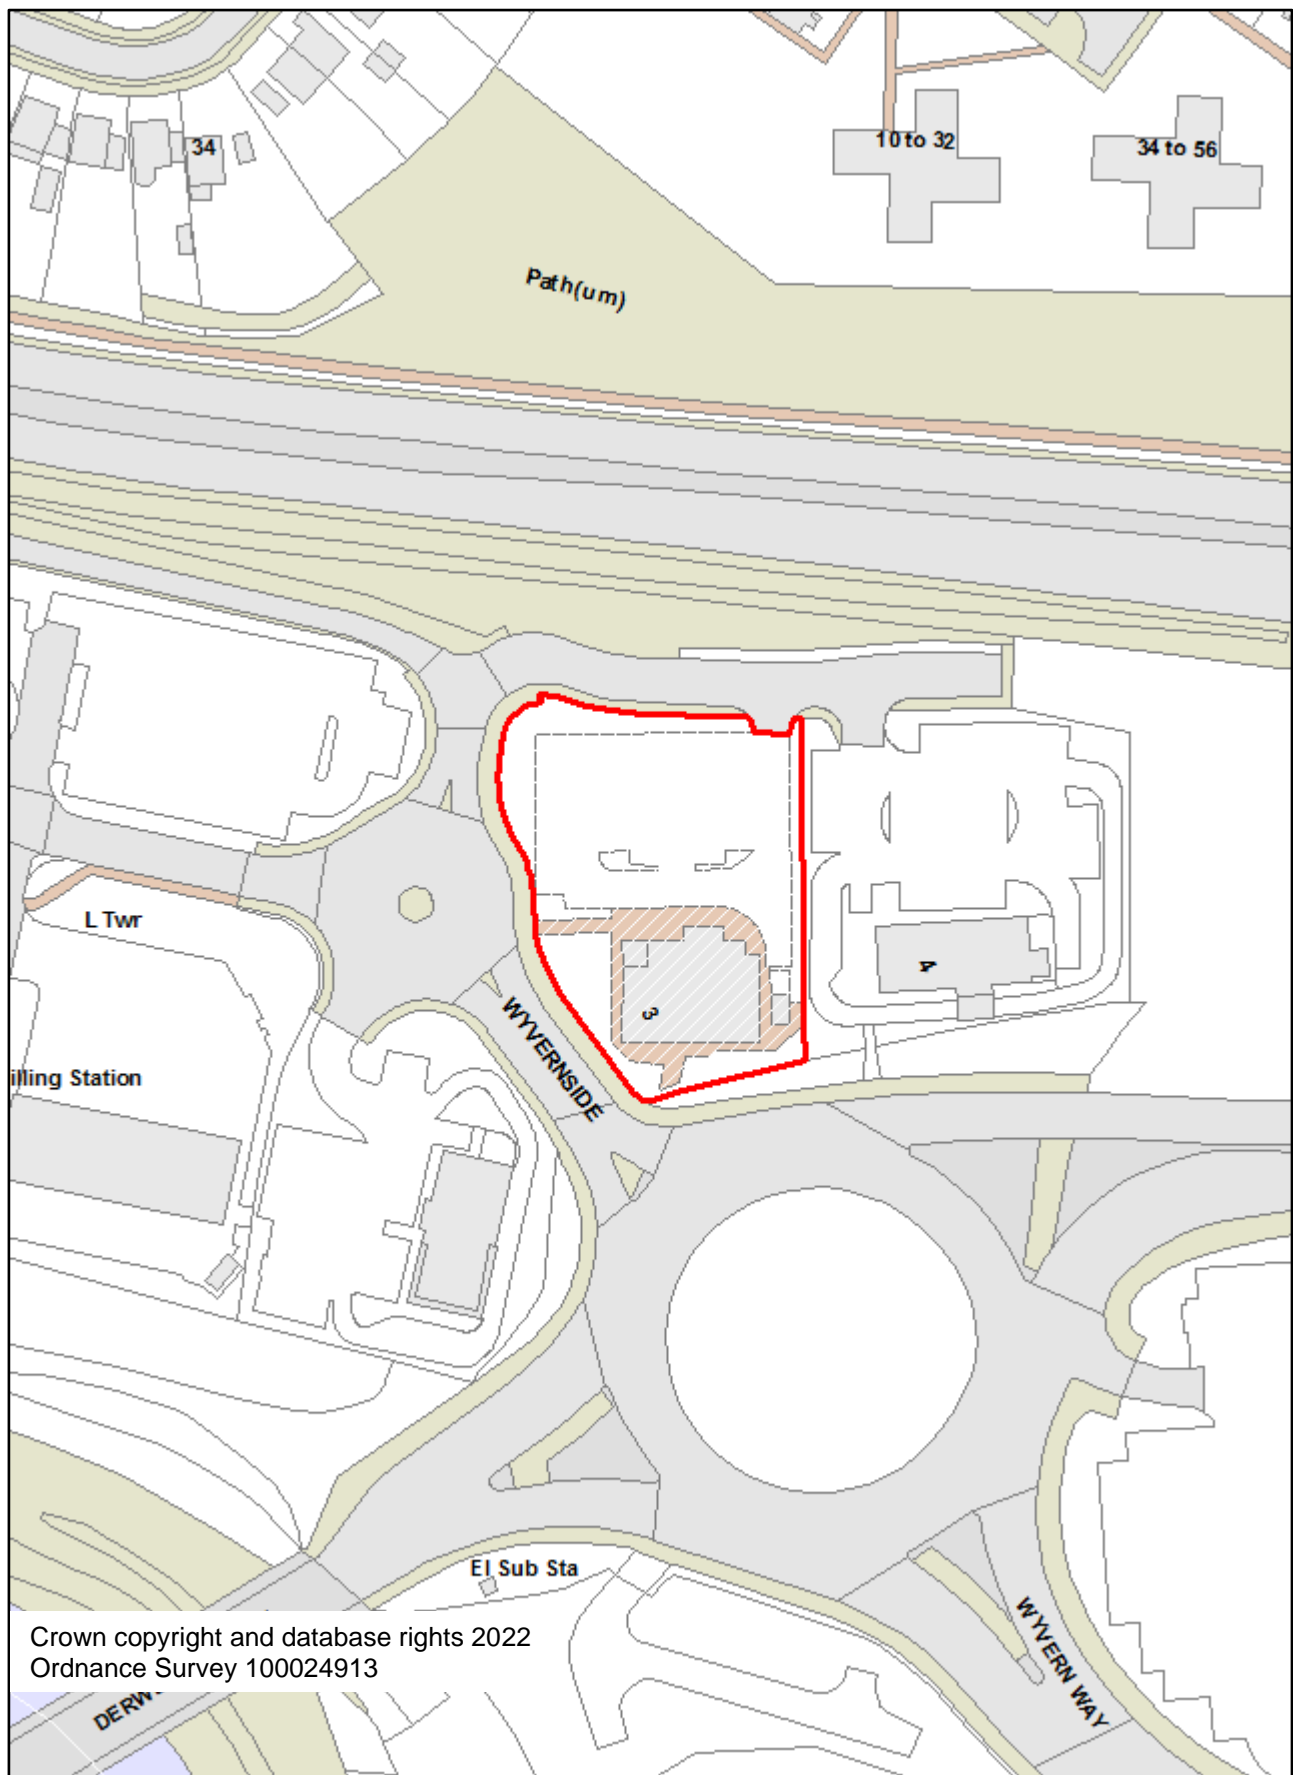 10 to 32
34 to 56
34
Path(um)
L Twr
4
3
WYVERNSIDE
illing Station
El Sub Sta
WYVERN WAY
Crown copyright and database rights 2022
Ordnance Survey 100024913
DERW